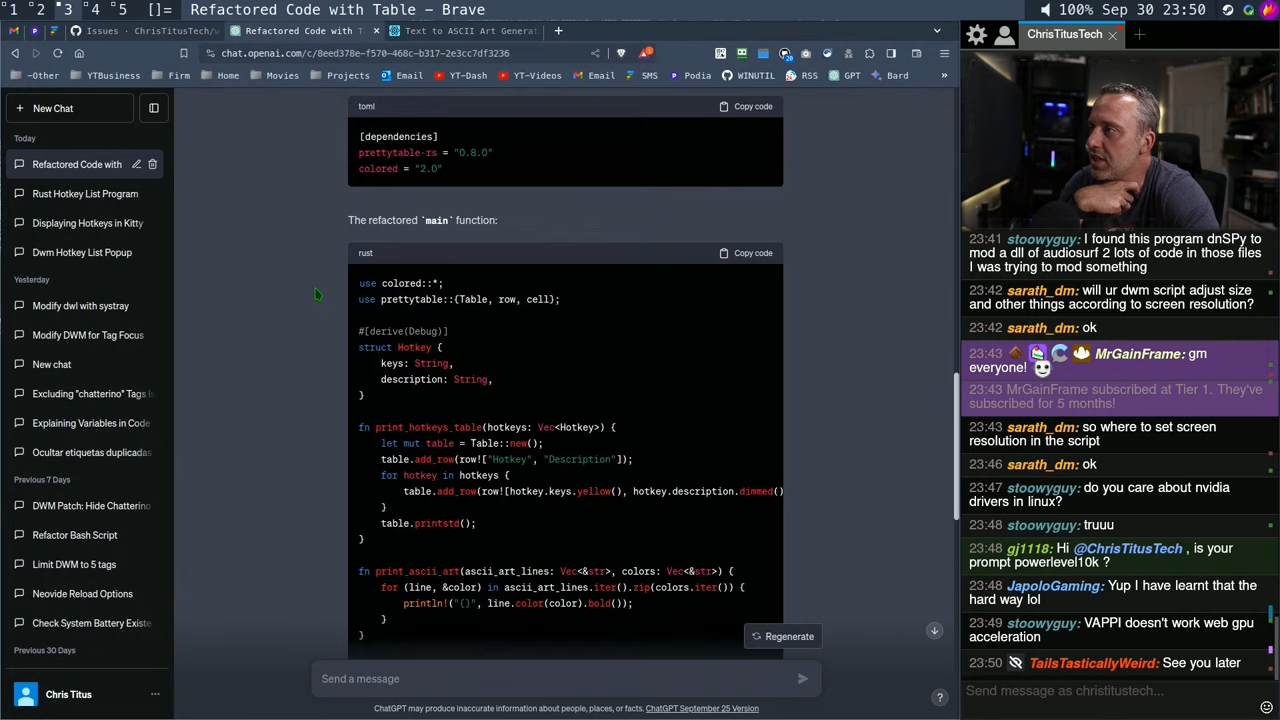 1 2 3 4 5 []= Refactored Code with Table - Brave 100% Sep 30 23:50
Issues · ChrisTitusTech/w
Refactored Code with T
Text to ASCII Art Generat
chat.openai.com/c/8eed378e-f570-468c-b317-2e3cc7df3236
-Other YTBusiness Firm Home Movies Projects Email YT-Dash YT-Videos Email SMS Podia WINUTIL RSS GPT Bard »
New Chat
Today
Refactored Code with
Rust Hotkey List Program
Displaying Hotkeys in Kitty
Dwm Hotkey List Popup
Yesterday
Modify dwl with systray
Modify DWM for Tag Focus
New chat
Excluding "chatterino" Tags i
Explaining Variables in Code
Ocultar etiquetas duplicadas
Previous 7 Days
DWM Patch: Hide Chatterino
Refactor Bash Script
Limit DWM to 5 tags
Neovide Reload Options
Check System Battery Existe
Previous 30 Days
Chris Titus
toml Copy code
[dependencies]
prettytable-rs = "0.8.0"
colored = "2.0"
The refactored `main` function:
rust Copy code
use colored::*;
use prettytable::{Table, row, cell};
#[derive(Debug)]
struct Hotkey {
keys: String,
description: String,
}
fn print_hotkeys_table(hotkeys: Vec<Hotkey>) {
let mut table = Table::new();
table.add_row(row!["Hotkey", "Description"]);
for hotkey in hotkeys {
table.add_row(row![hotkey.keys.yellow(), hotkey.description.dimmed()
}
table.printstd();
}
fn print_ascii_art(ascii_art_lines: Vec<&str>, colors: Vec<&str>) {
for (line, &color) in ascii_art_lines.iter().zip(colors.iter()) {
println!("{}", line.color(color).bold());
}
}
Regenerate
Send a message
ChatGPT may produce inaccurate information about people, places, or facts. ChatGPT September 25 Version
?
ChrisTitusTech
23:41 stoowyguy: I found this program dnSPy to
mod a dll of audiosurf 2 lots of code in those files
I was trying to mod something
23:42 sarath_dm: will ur dwm script adjust size
and other things according to screen resolution?
23:42 sarath_dm: ok
23:43 MrGainFrame: gm
everyone!
23:43 MrGainFrame subscribed at Tier 1. They've
subscribed for 5 months!
23:43 sarath_dm: so where to set screen
resolution in the script
23:46 sarath_dm: ok
23:47 stoowyguy: do you care about nvidia
drivers in linux?
23:48 stoowyguy: truuu
23:48 gj1118: Hi @ChrisTitusTech , is your
prompt powerlevel10k ?
23:48 JapoloGaming: Yup I have learnt that the
hard way lol
23:49 stoowyguy: VAPPI doesn't work web gpu
acceleration
23:50 TailsTasticallyWeird: See you later
Send message as christitustech...